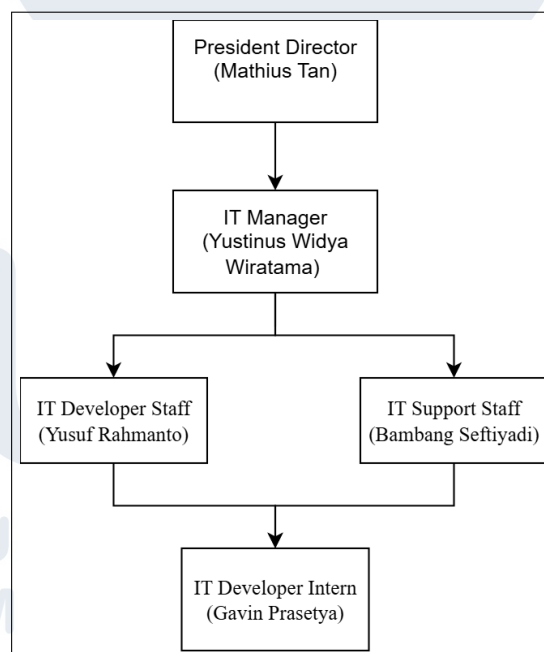 President Director
(Mathius Tan)
IT Manager
(Yustinus Widya
Wiratama)
IT Developer Staff
(Yusuf Rahmanto)
IT Support Staff
(Bambang Seftiyadi)
IT Developer Intern
(Gavin Prasetya)